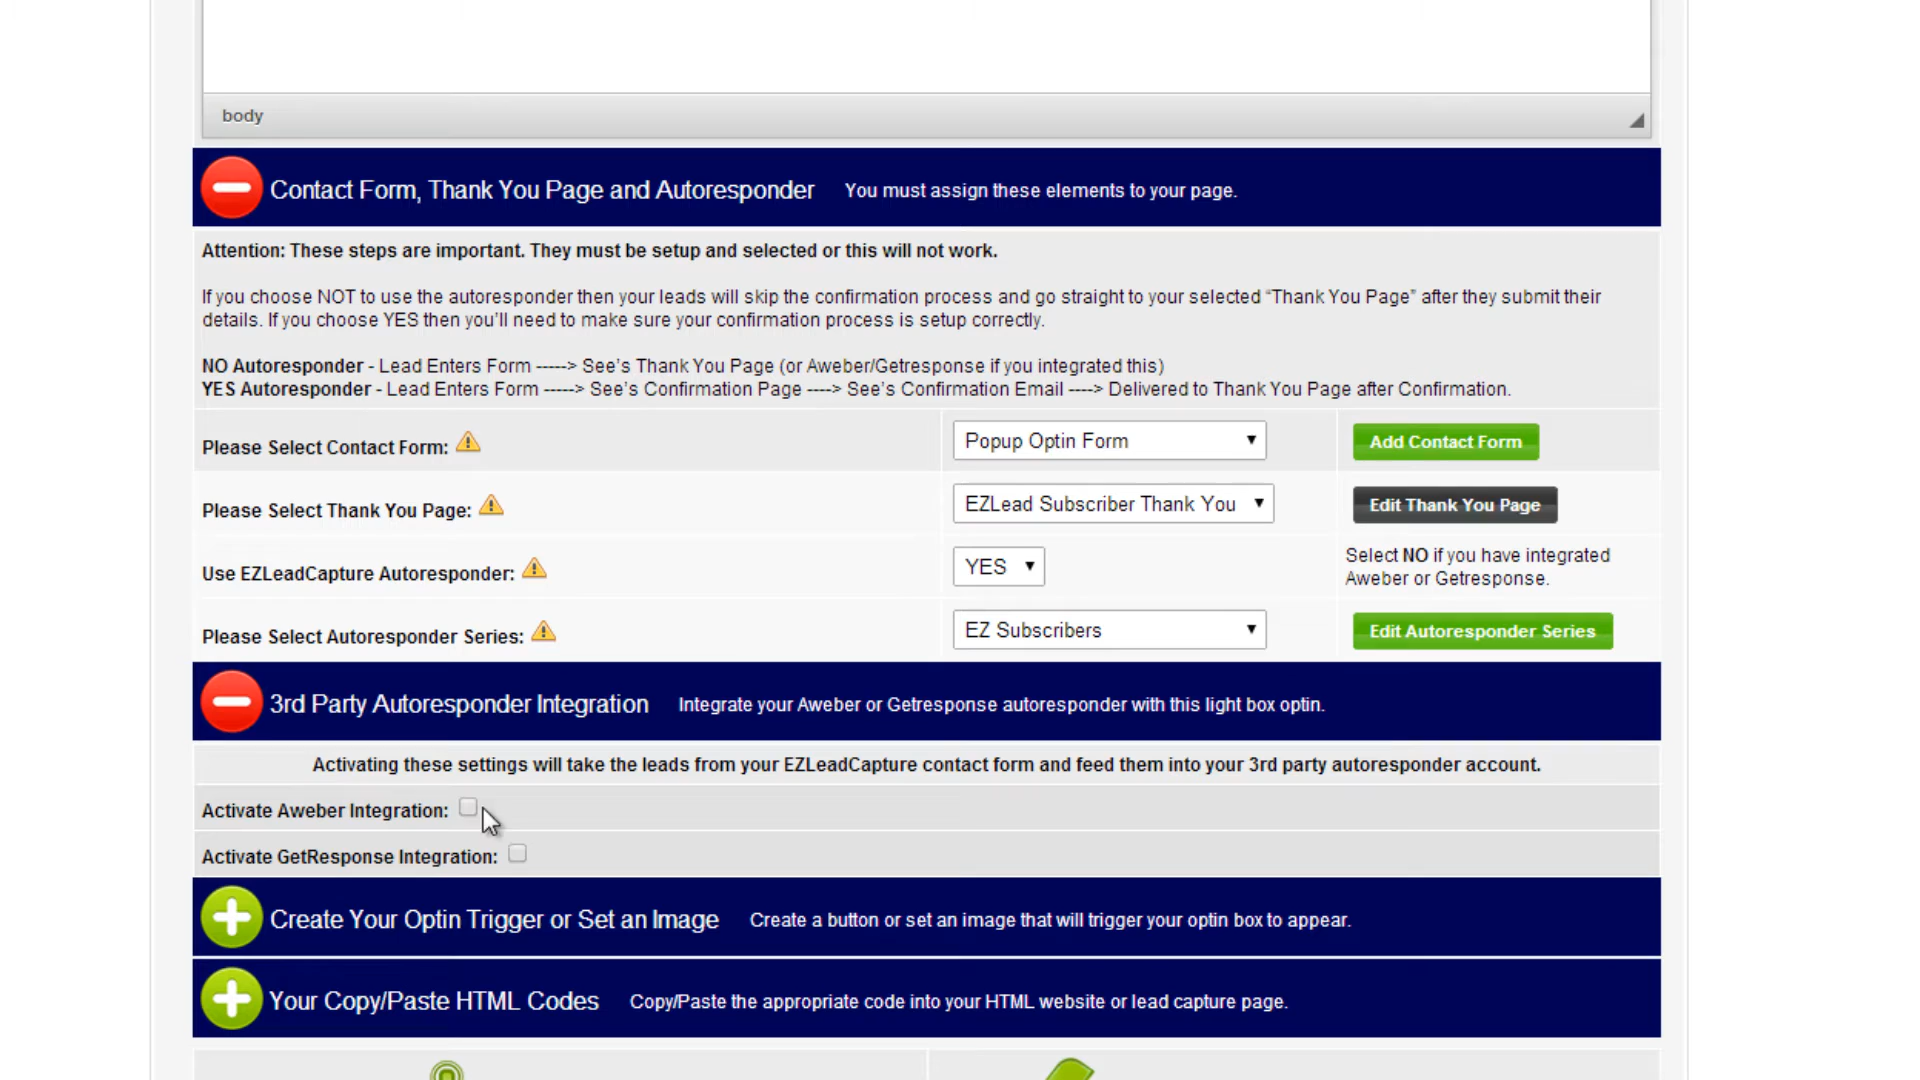 body
Contact Form, Thank You Page and Autoresponder You must assign these elements to your page.
Attention: These steps are important. They must be setup and selected or this will not work.
If you choose NOT to use the autoresponder then your leads will skip the confirmation process and go straight to your selected “Thank You Page” after they submit their
details. If you choose YES then you’ll need to make sure your confirmation process is setup correctly.
NO Autoresponder - Lead Enters Form -----> See’s Thank You Page (or Aweber/Getresponse if you integrated this)
YES Autoresponder - Lead Enters Form -----> See’s Confirmation Page ----> See’s Confirmation Email ----> Delivered to Thank You Page after Confirmation.
Please Select Contact Form: Popup Optin Form Add Contact Form
Please Select Thank You Page: EZLead Subscriber Thank You Edit Thank You Page
Use EZLeadCapture Autoresponder: YES Select NO if you have integrated
Aweber or Getresponse.
Please Select Autoresponder Series: EZ Subscribers Edit Autoresponder Series
3rd Party Autoresponder Integration Integrate your Aweber or Getresponse autoresponder with this light box optin.
Activating these settings will take the leads from your EZLeadCapture contact form and feed them into your 3rd party autoresponder account.
Activate Aweber Integration:
Activate GetResponse Integration:
Create Your Optin Trigger or Set an Image Create a button or set an image that will trigger your optin box to appear.
Your Copy/Paste HTML Codes Copy/Paste the appropriate code into your HTML website or lead capture page.